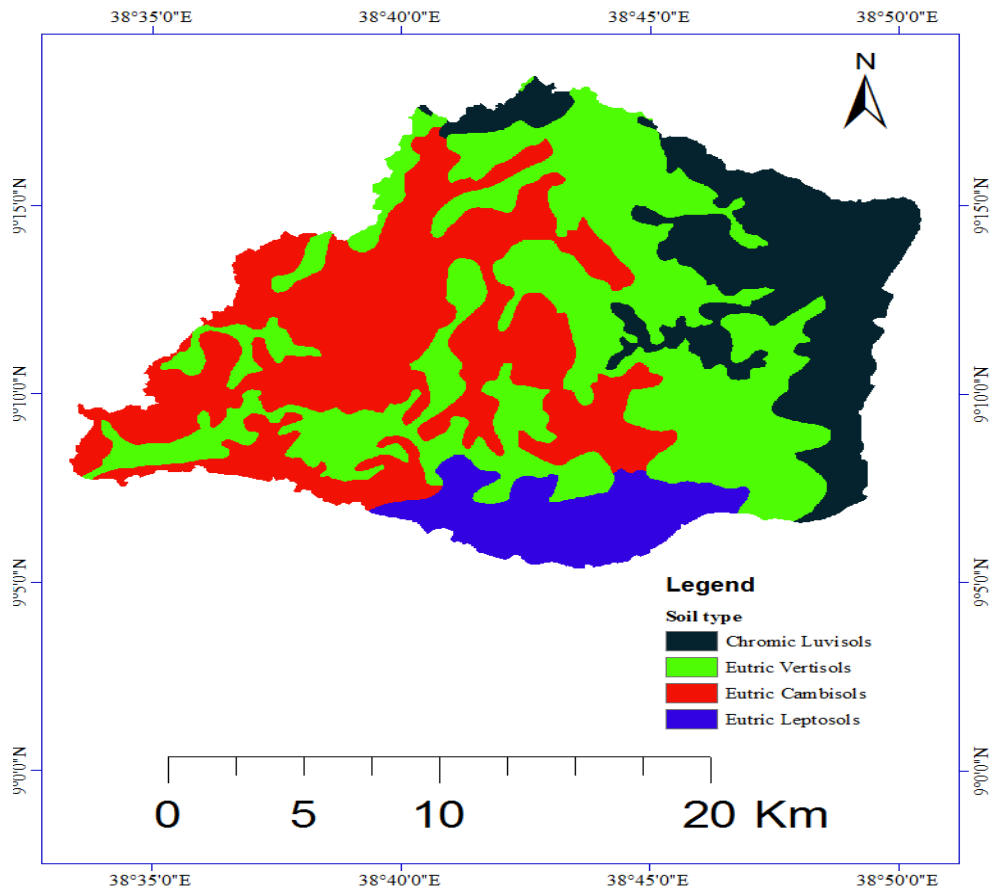 38°35'0"E 38°40'0"E 38°45'0"E 38°50'0"E
N
9°15'0"N 9°15'0"N
9°10'0"N 9°10'0"N
9°5'0"N 9°5'0"N
Legend
Soil type
Chromic Luvisols
Eutric Vertisols
Eutric Cambisols
Eutric Leptosols
9°0'0"N 9°0'0"N
0 5 10 20 Km
38°35'0"E 38°40'0"E 38°45'0"E 38°50'0"E